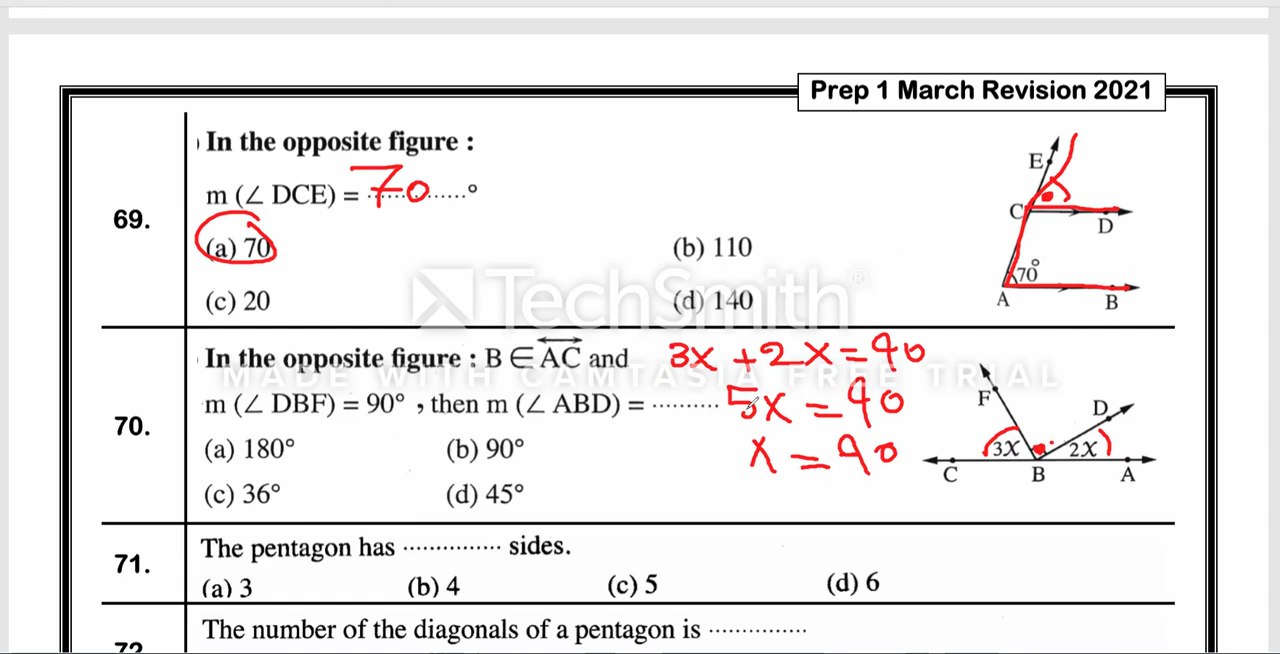 Prep 1 March Revision 2021
69.
In the opposite figure :
m (∠ DCE) = ............° 70
(a) 70
(b) 110
(c) 20
(d) 140
E
C
D
70°
A
B
TechSmith®
MADE WITH CAMTASIA FREE TRIAL
70.
In the opposite figure : B ∈ AC and
m (∠ DBF) = 90° , then m (∠ ABD) = ..........
(a) 180°
(b) 90°
(c) 36°
(d) 45°
3x + 2x = 90
5x = 90
x = 90
F
D
3X
2X
C
B
A
71.
The pentagon has ............... sides.
(a) 3
(b) 4
(c) 5
(d) 6
72
The number of the diagonals of a pentagon is ...............